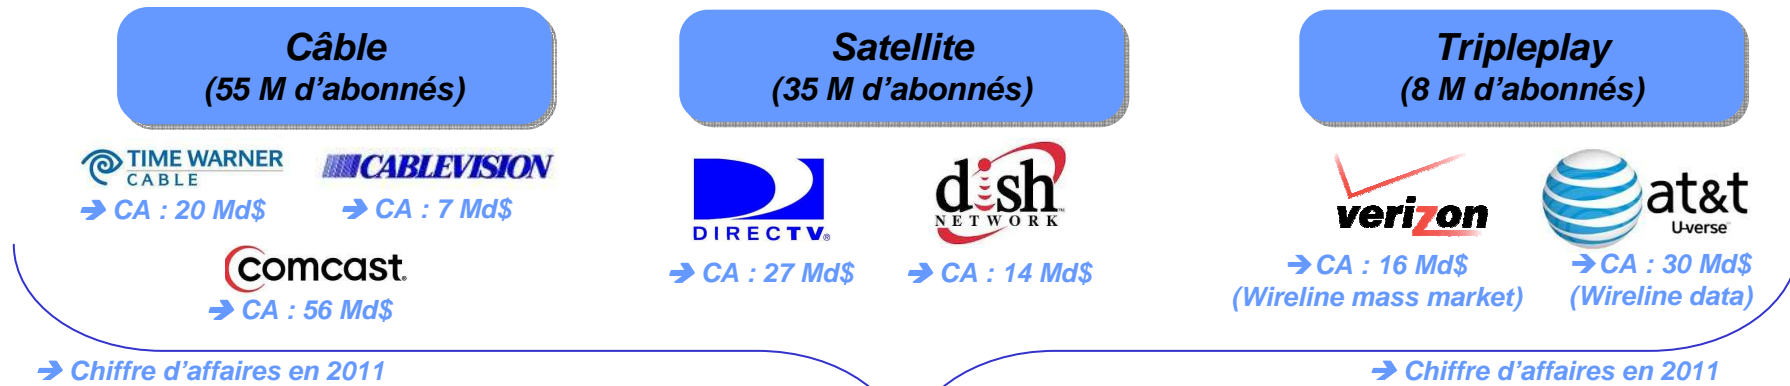 Câble
(55 M d'abonnés)
Satellite
(35 M d'abonnés)
Tripleplay
(8 M d'abonnés)
TIME WARNER
CABLE
➔ CA : 20 Md$
CABLEVISION
➔ CA : 7 Md$
comcast.
➔ CA : 56 Md$
DIRECTV®
➔ CA : 27 Md$
dish
NETWORK™
➔ CA : 14 Md$
verizon
➔ CA : 16 Md$
(Wireline mass market)
at&t
U-verse
➔ CA : 30 Md$
(Wireline data)
➔ Chiffre d'affaires en 2011
➔ Chiffre d'affaires en 2011